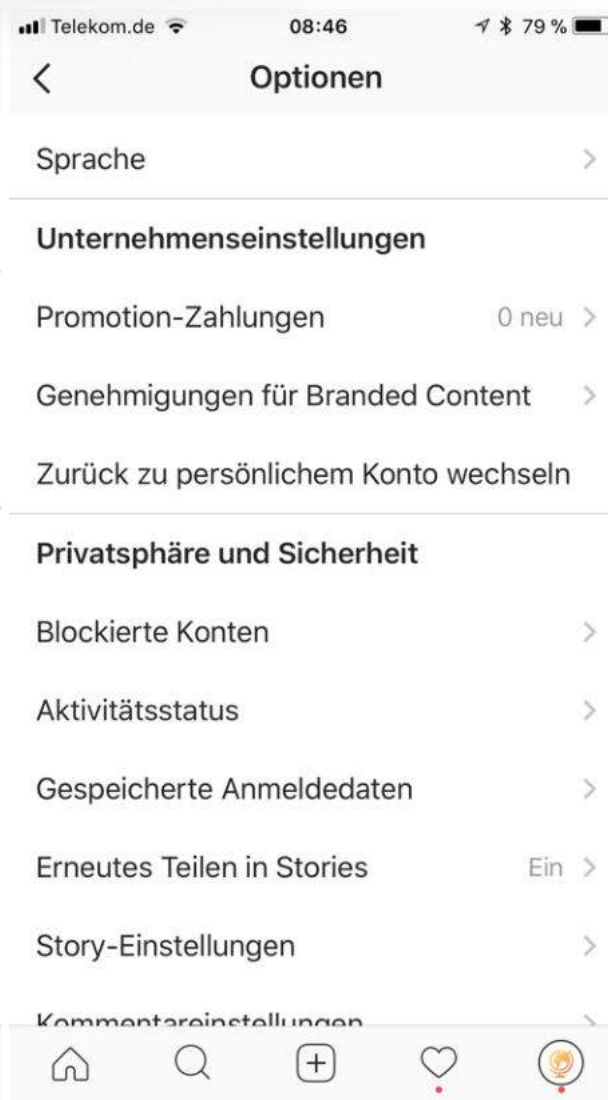 Telekom.de 08:46 79 %
Optionen
Sprache
Unternehmenseinstellungen
Promotion-Zahlungen 0 neu
Genehmigungen für Branded Content
Zurück zu persönlichem Konto wechseln
Privatsphäre und Sicherheit
Blockierte Konten
Aktivitätsstatus
Gespeicherte Anmeldedaten
Erneutes Teilen in Stories Ein
Story-Einstellungen
Kommentareinstellungen